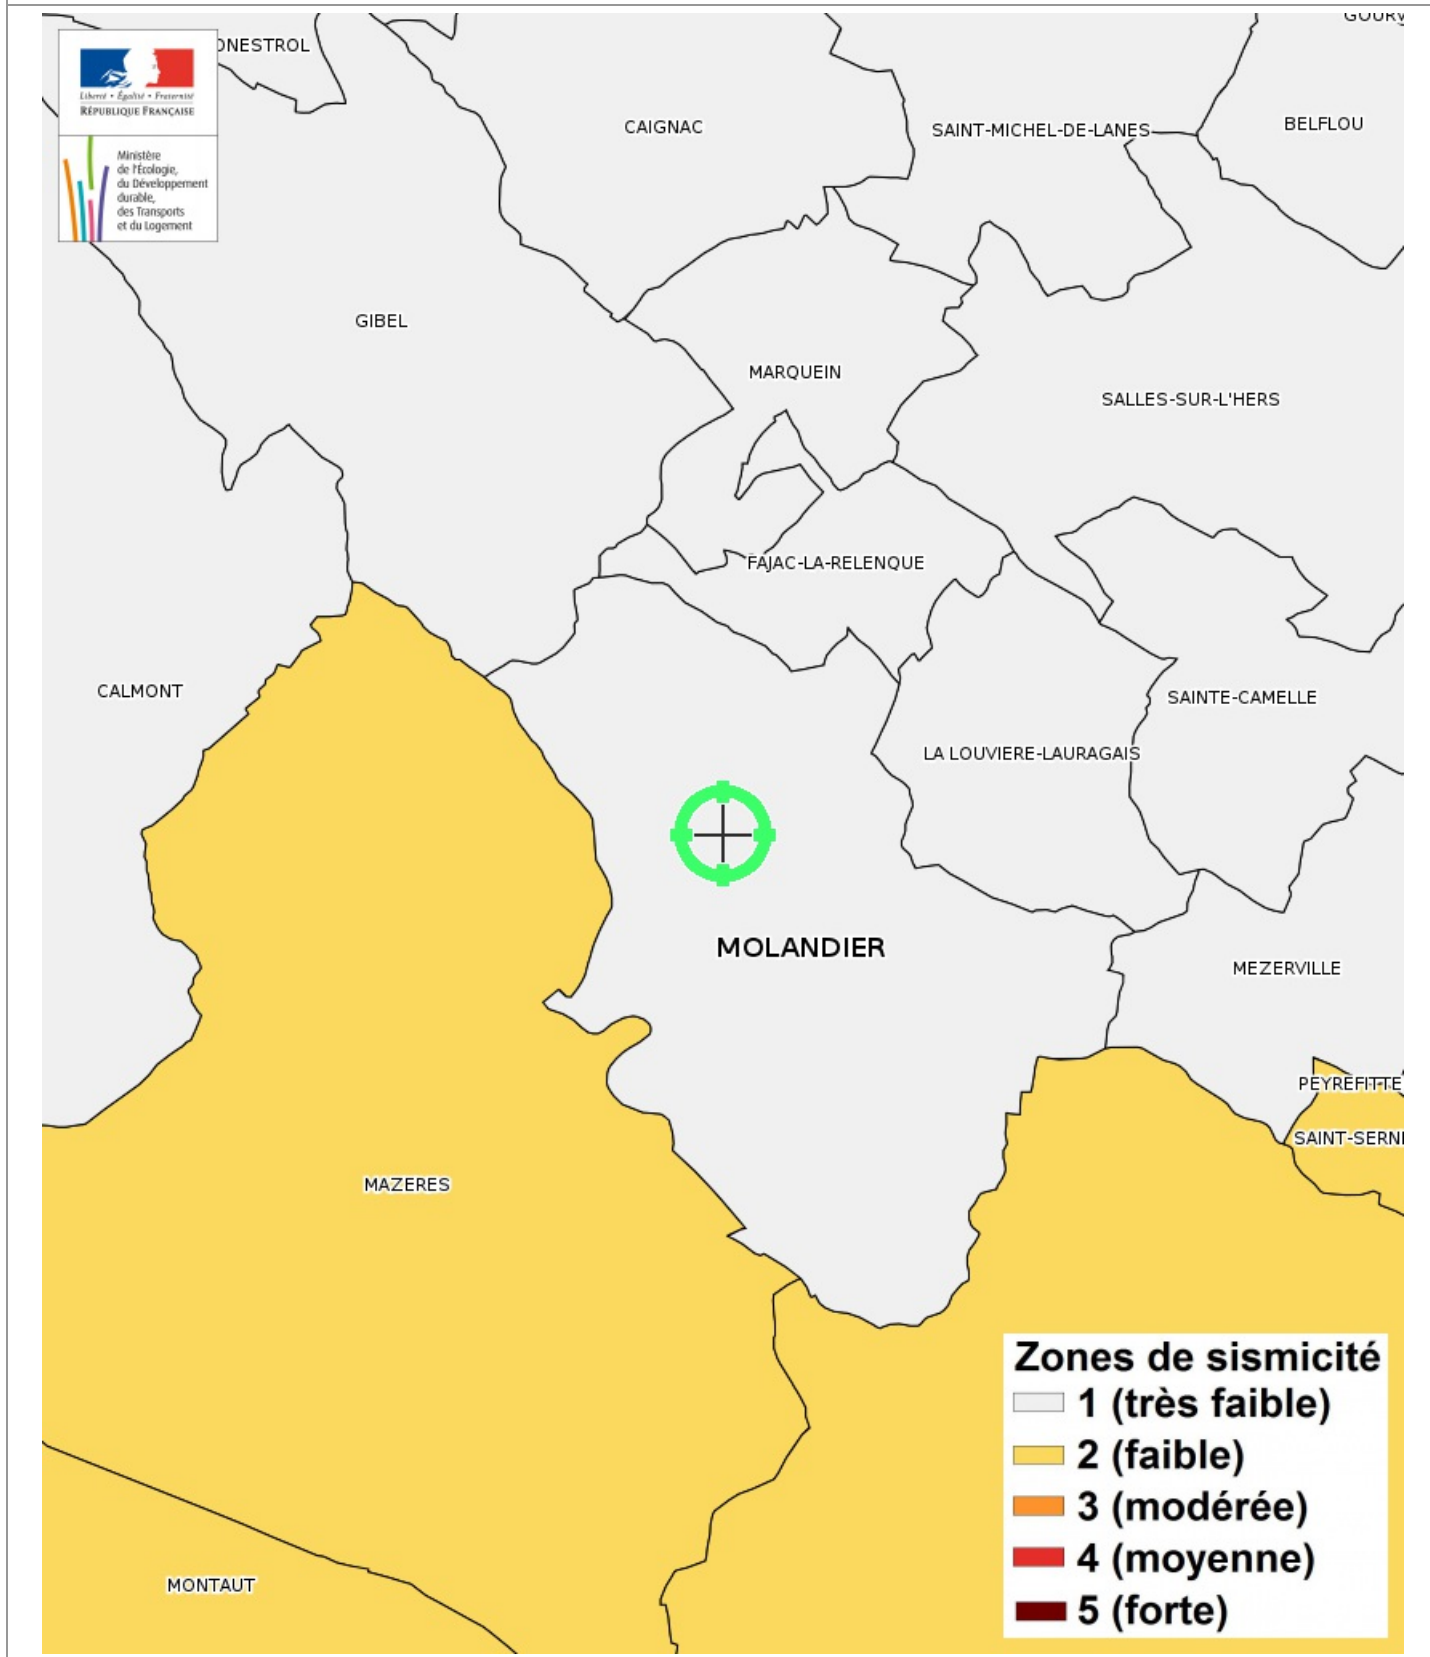 GOURV
ONESTROL
Liberté • Égalité • Fraternité
RÉPUBLIQUE FRANÇAISE
Ministère
de l'Écologie,
du Développement
durable,
des Transports
et du Logement
CAIGNAC
SAINT-MICHEL-DE-LANES
BELFLOU
GIBEL
MARQUEIN
SALLES-SUR-L'HERS
FAJAC-LA-RELENQUE
CALMONT
SAINTE-CAMELLE
LA LOUVIERE-LAURAGAIS
MOLANDIER
MEZERVILLE
PEYREFITTE
SAINT-SERNI
MAZERES
MONTAUT
Zones de sismicité
1 (très faible)
2 (faible)
3 (modérée)
4 (moyenne)
5 (forte)